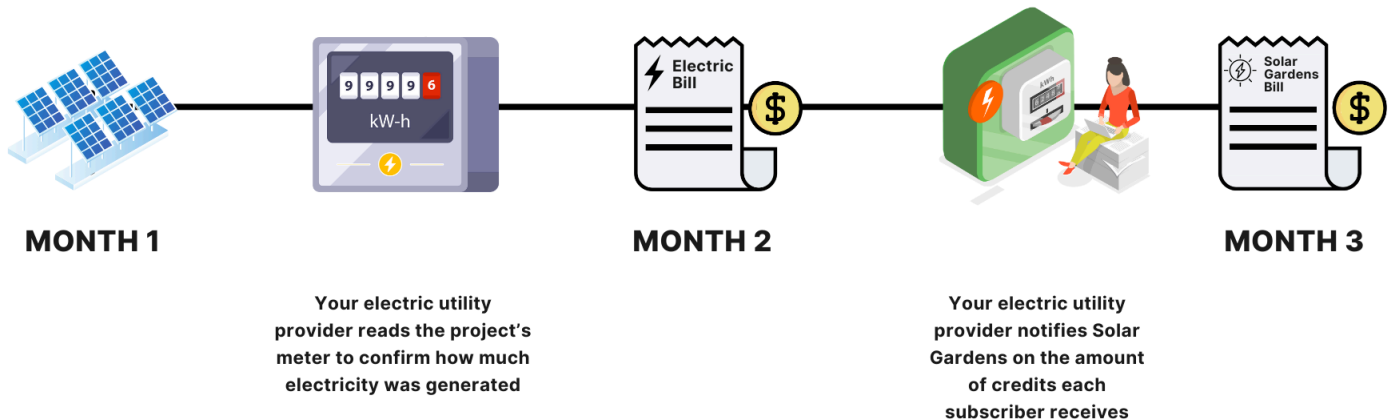 9 9 9 9 6
kW-h
Electric
Bill
$
kWh
Solar
Gardens
Bill
$
MONTH 1
MONTH 2
MONTH 3
Your electric utility
provider reads the project’s
meter to confirm how much
electricity was generated
Your electric utility
provider notifies Solar
Gardens on the amount
of credits each
subscriber receives